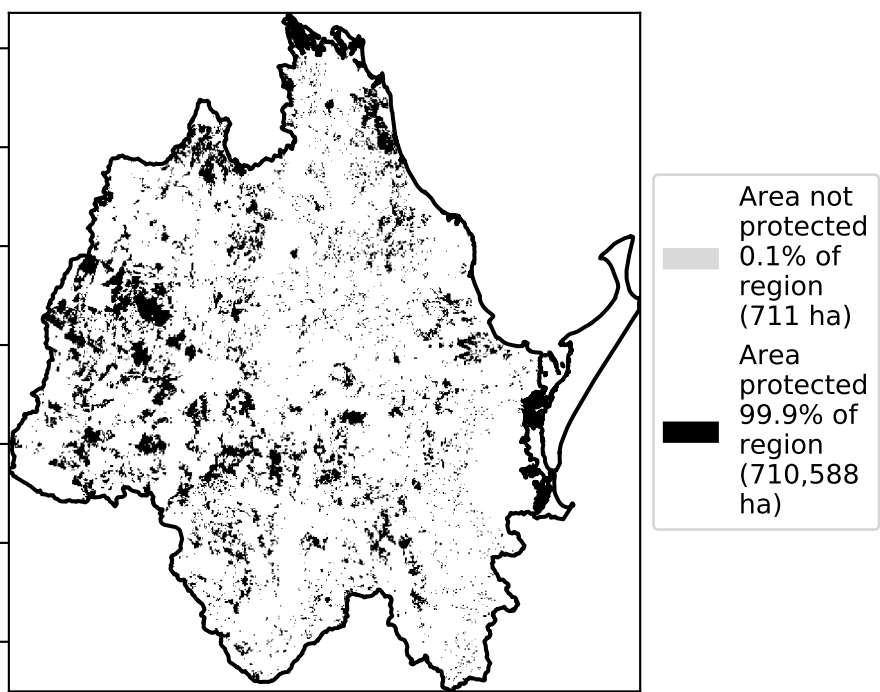 Area not
protected
0.1% of
region
(711 ha)
Area
protected
99.9% of
region
(710,588
ha)